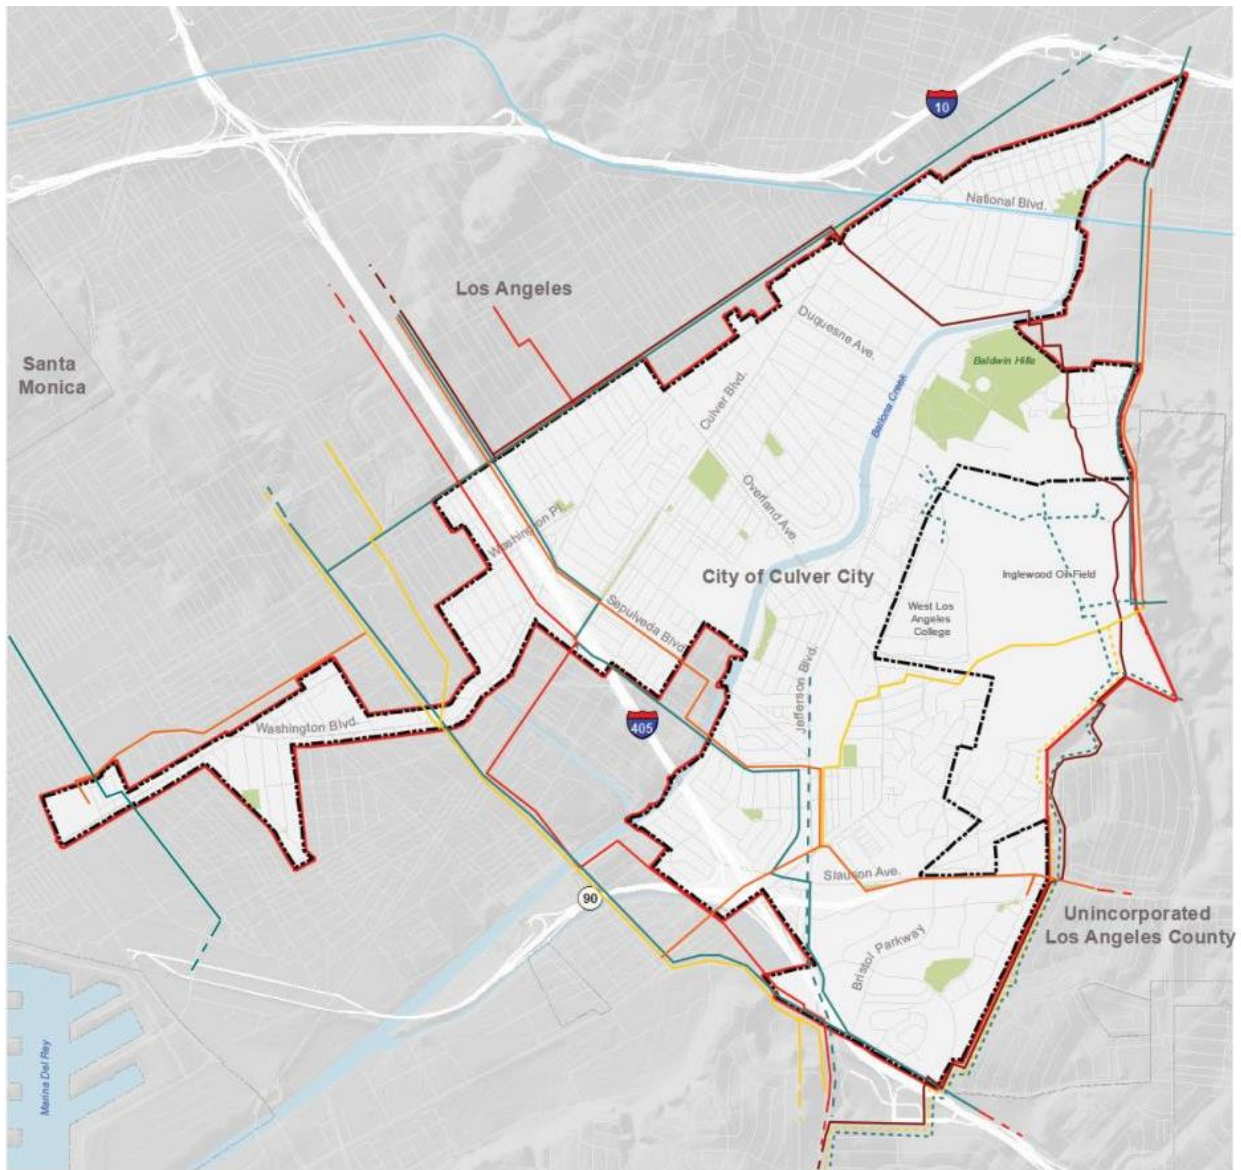 10
National Blvd.
Los Angeles
Duquesne Ave.
Baldwin Hills
Santa
Monica
Culver Blvd.
Ballona Creek
Overland Ave.
Washington Pl.
City of Culver City
Inglewood Oil Field
West Los
Angeles
College
Sepulveda Blvd.
Jefferson Blvd.
Washington Blvd.
405
Slauson Ave.
90
Unincorporated
Los Angeles County
Bristol Parkway
Marina Del Rey